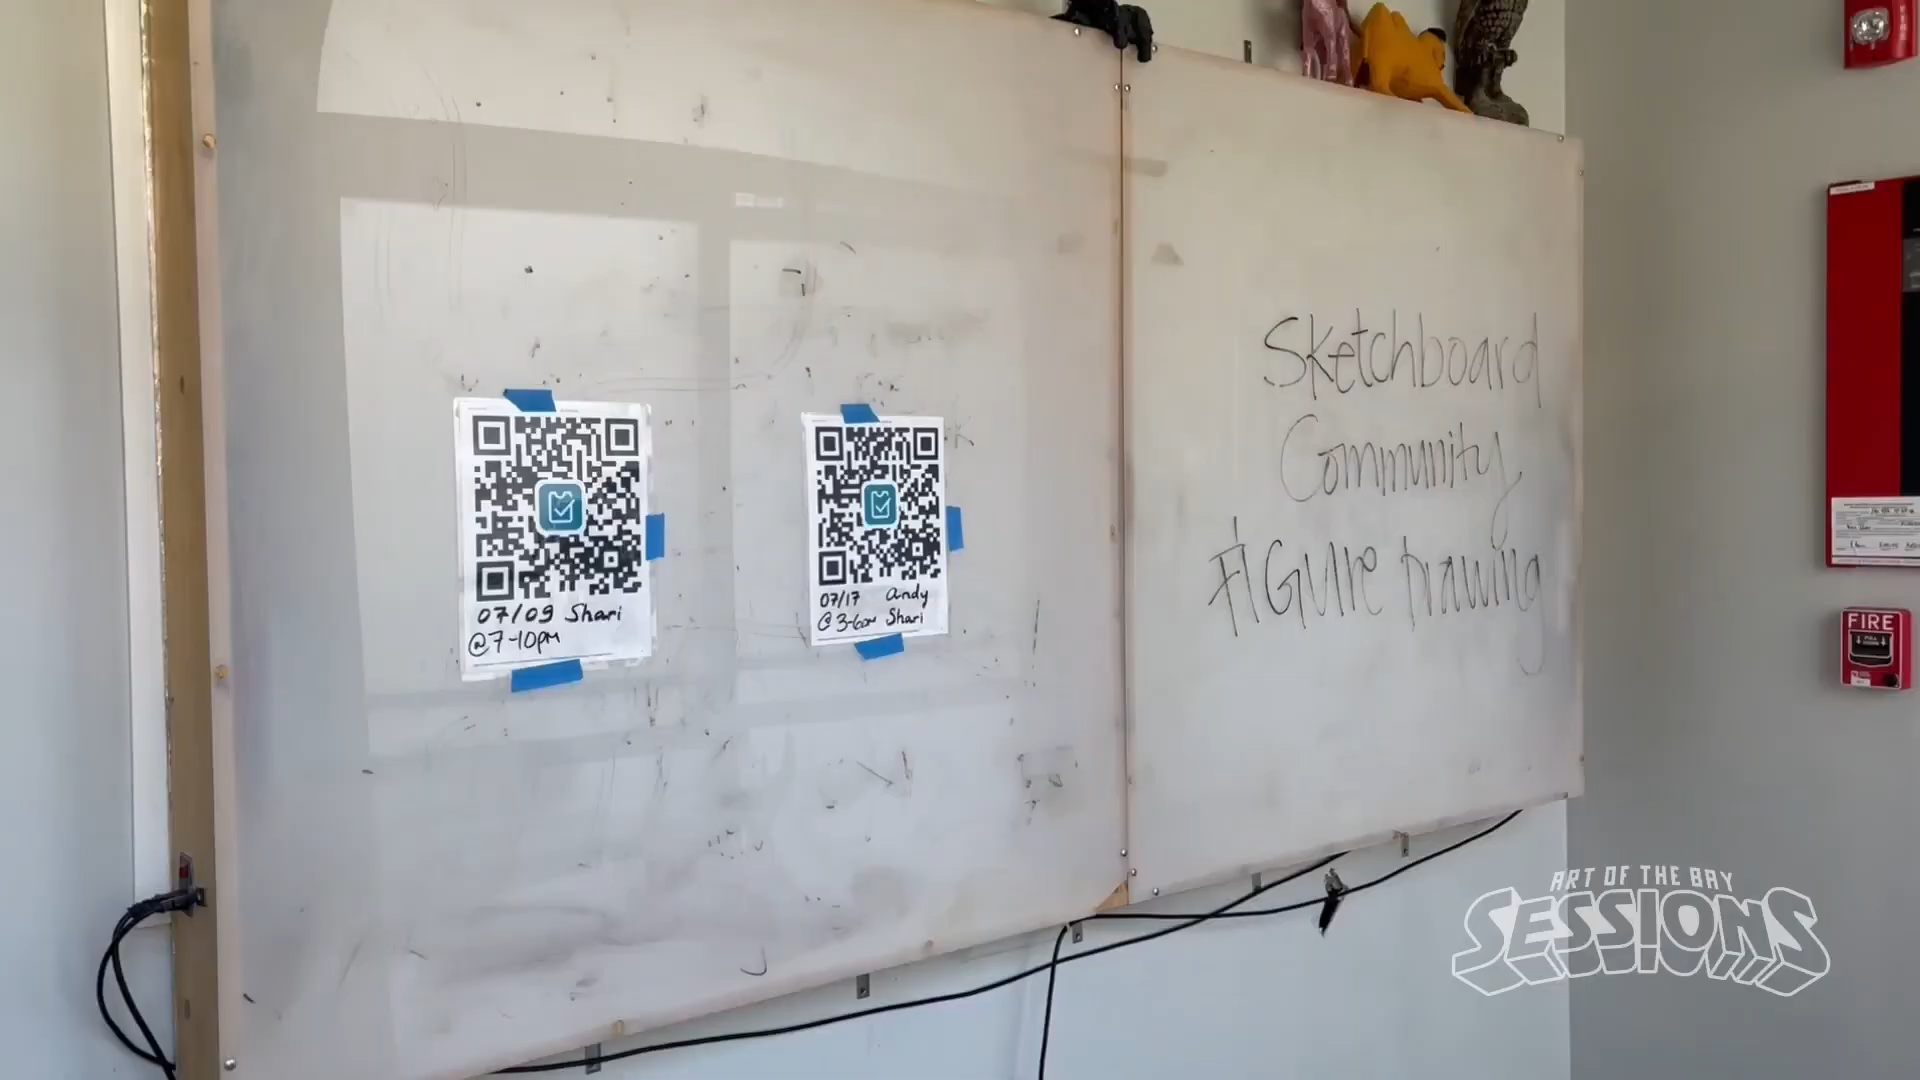 Sketchboard
Community
FIGURE Drawing
07/09 Shari
@7-10pm
07/17 Andy
@3-6pm Shari
FIRE
ART OF THE BAY
SESSIONS